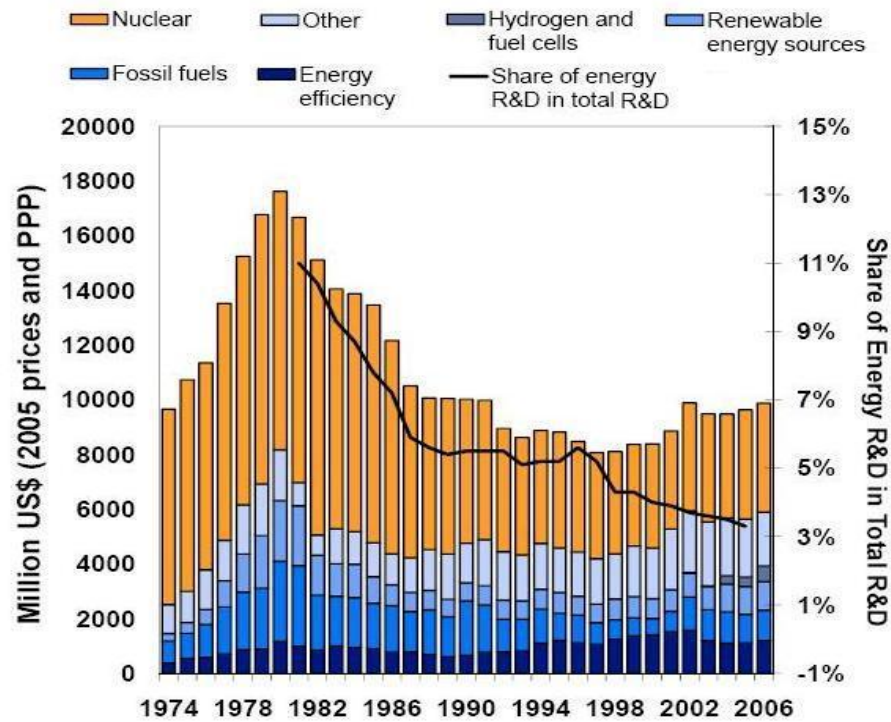 Nuclear
Other
Hydrogen and
fuel cells
Renewable
energy sources
Fossil fuels
Energy
efficiency
Share of energy
R&D in total R&D
Million US$ (2005 prices and PPP)
20000
18000
16000
14000
12000
10000
8000
6000
4000
2000
0
15%
13%
11%
9%
7%
5%
3%
1%
-1%
Share of Energy R&D in Total R&D
1974 1978 1982 1986 1990 1994 1998 2002 2006